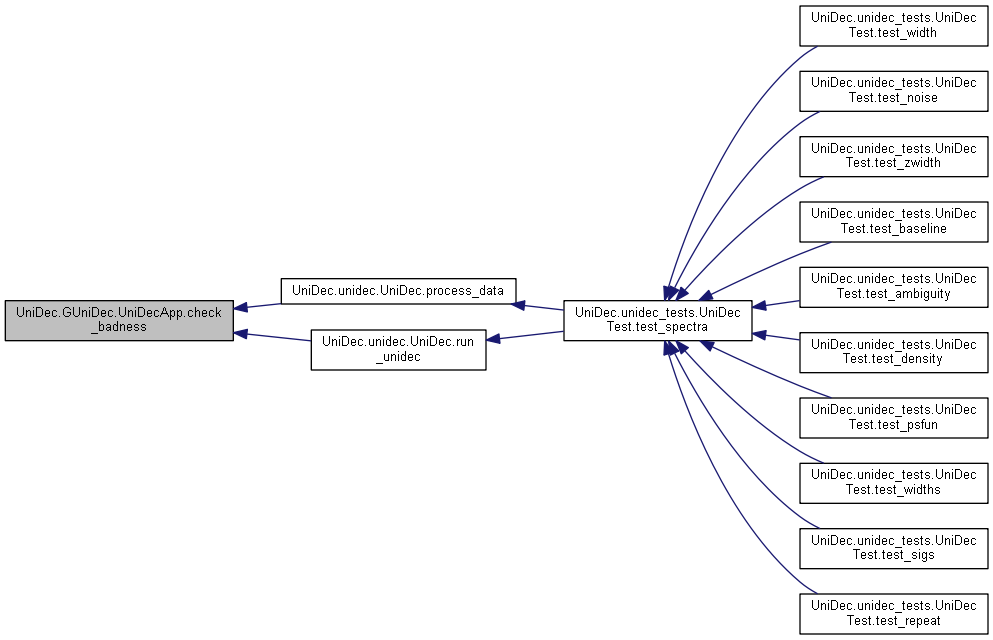 UniDec.GUniDec.UniDecApp.check
_badness
UniDec.unidec.UniDec.process_data
UniDec.unidec.UniDec.run
_unidec
UniDec.unidec_tests.UniDec
Test.test_spectra
UniDec.unidec_tests.UniDec
Test.test_width
UniDec.unidec_tests.UniDec
Test.test_noise
UniDec.unidec_tests.UniDec
Test.test_zwidth
UniDec.unidec_tests.UniDec
Test.test_baseline
UniDec.unidec_tests.UniDec
Test.test_ambiguity
UniDec.unidec_tests.UniDec
Test.test_density
UniDec.unidec_tests.UniDec
Test.test_psfun
UniDec.unidec_tests.UniDec
Test.test_widths
UniDec.unidec_tests.UniDec
Test.test_sigs
UniDec.unidec_tests.UniDec
Test.test_repeat